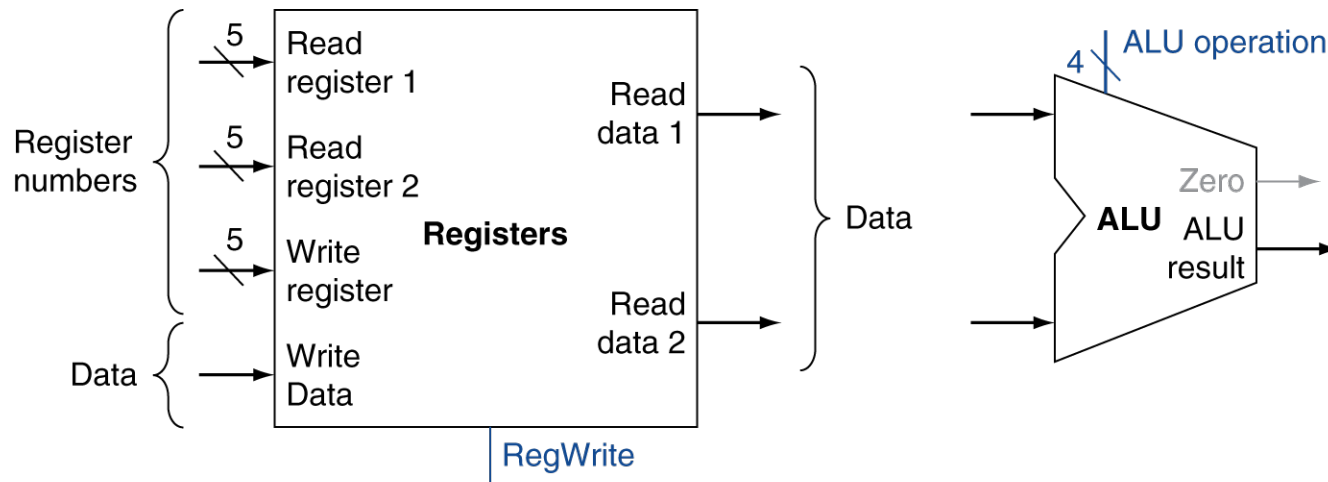 5
Read
register 1
5
Read
register 2
5
Write
register
Write
Data
Register
numbers
Data
Registers
Read
data 1
Read
data 2
RegWrite
Data
4
ALU operation
Zero
ALU
ALU
result